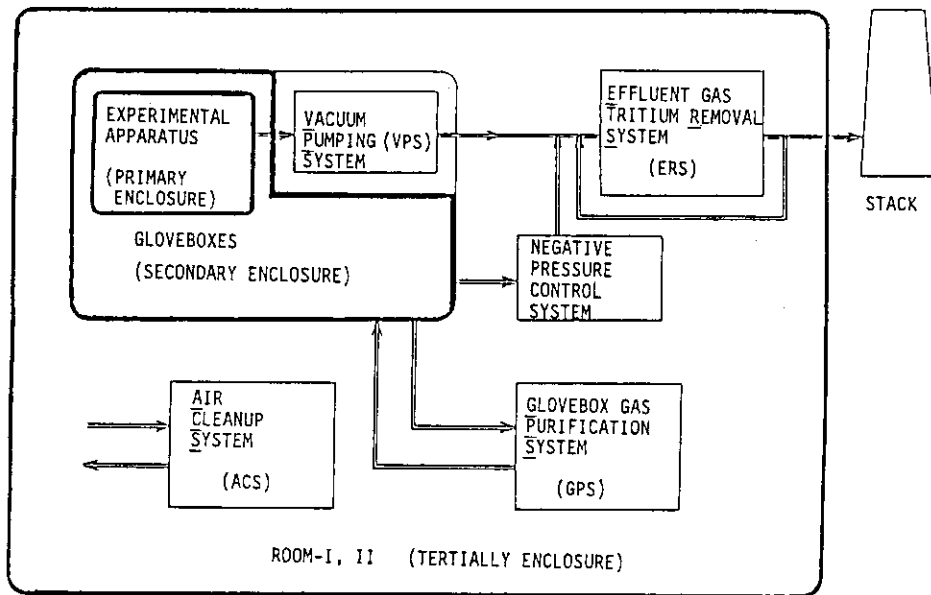 EXPERIMENTAL
APPARATUS
(PRIMARY
ENCLOSURE)
VACUUM
PUMPING (VPS)
SYSTEM
EFFLUENT GAS
TRITIUM REMOVAL
SYSTEM
(ERS)
STACK
GLOVEBOXES
(SECONDARY ENCLOSURE)
NEGATIVE
PRESSURE
CONTROL
SYSTEM
AIR
CLEANUP
SYSTEM
(ACS)
GLOVEBOX GAS
PURIFICATION
SYSTEM
(GPS)
ROOM-I, II (TERTIALLY ENCLOSURE)